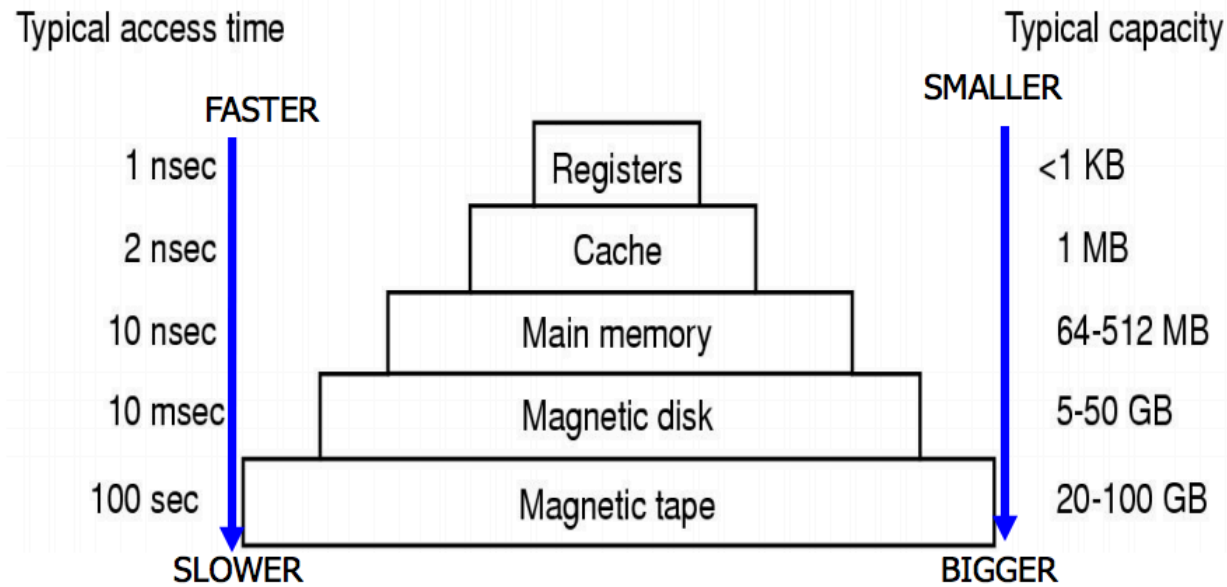 Typical access time
Typical capacity
FASTER
SMALLER
1 nsec
Registers
<1 KB
2 nsec
Cache
1 MB
10 nsec
Main memory
64-512 MB
10 msec
Magnetic disk
5-50 GB
100 sec
Magnetic tape
20-100 GB
SLOWER
BIGGER